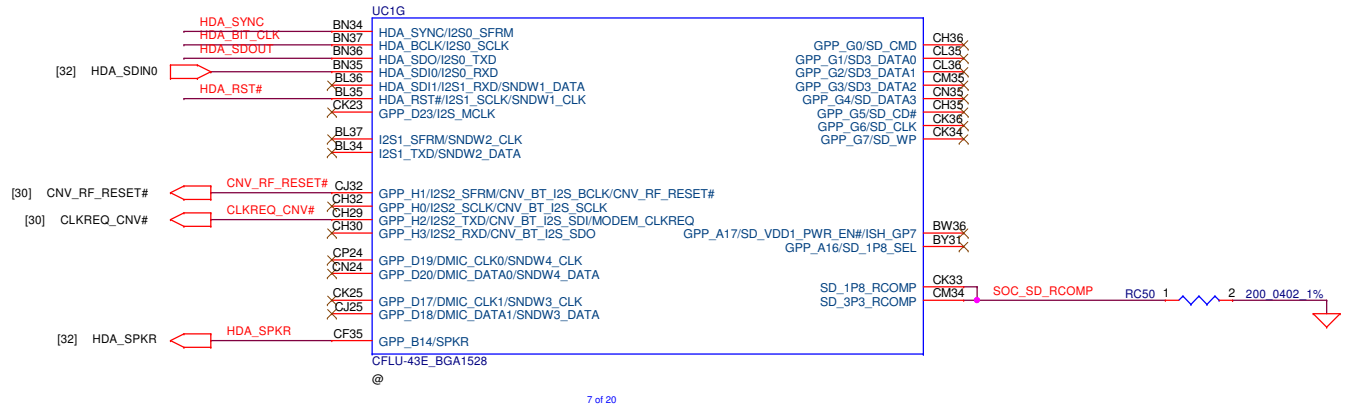 UC1G
HDA_SYNC BN34 HDA_SYNC/I2S0_SFRM
HDA_BIT_CLK BN37 HDA_BCLK/I2S0_SCLK
HDA_SDOUT BN36 HDA_SDO/I2S0_TXD
[32] HDA_SDIN0 BN35 HDA_SDI0/I2S0_RXD
BL36 HDA_SDI1/I2S1_RXD/SNDW1_DATA
HDA_RST# BL35 HDA_RST#/I2S1_SCLK/SNDW1_CLK
CK23 GPP_D23/I2S_MCLK
BL37 I2S1_SFRM/SNDW2_CLK
BL34 I2S1_TXD/SNDW2_DATA
[30] CNV_RF_RESET# CNV_RF_RESET# CJ32 GPP_H1/I2S2_SFRM/CNV_BT_I2S_BCLK/CNV_RF_RESET#
CH32 GPP_H0/I2S2_SCLK/CNV_BT_I2S_SCLK
[30] CLKREQ_CNV# CLKREQ_CNV# CH29 GPP_H2/I2S2_TXD/CNV_BT_I2S_SDI/MODEM_CLKREQ
CH30 GPP_H3/I2S2_RXD/CNV_BT_I2S_SDO
CP24 GPP_D19/DMIC_CLK0/SNDW4_CLK
CN24 GPP_D20/DMIC_DATA0/SNDW4_DATA
CK25 GPP_D17/DMIC_CLK1/SNDW3_CLK
CJ25 GPP_D18/DMIC_DATA1/SNDW3_DATA
[32] HDA_SPKR HDA_SPKR CF35 GPP_B14/SPKR
GPP_G0/SD_CMD CH36
GPP_G1/SD3_DATA0 CL35
GPP_G2/SD3_DATA1 CL36
GPP_G3/SD3_DATA2 CM35
GPP_G4/SD3_DATA3 CN35
GPP_G5/SD_CD# CH35
GPP_G6/SD_CLK CK36
GPP_G7/SD_WP CK34
GPP_A17/SD_VDD1_PWR_EN#/ISH_GP7 BW36
GPP_A16/SD_1P8_SEL BY31
SD_1P8_RCOMP CK33
SD_3P3_RCOMP CM34 SOC_SD_RCOMP RC50 1 2 200_0402_1%
CFLU-43E_BGA1528
@
7 of 20